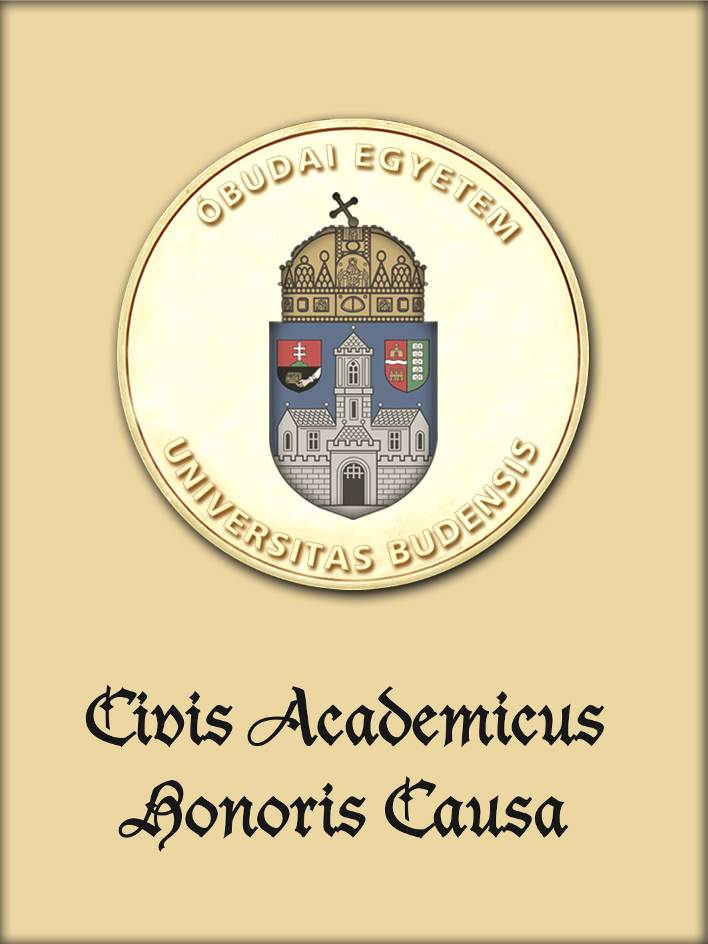 ÓBUDAI EGYETEM
UNIVERSITAS BUDENSIS
Civis Academicus
Honoris Causa